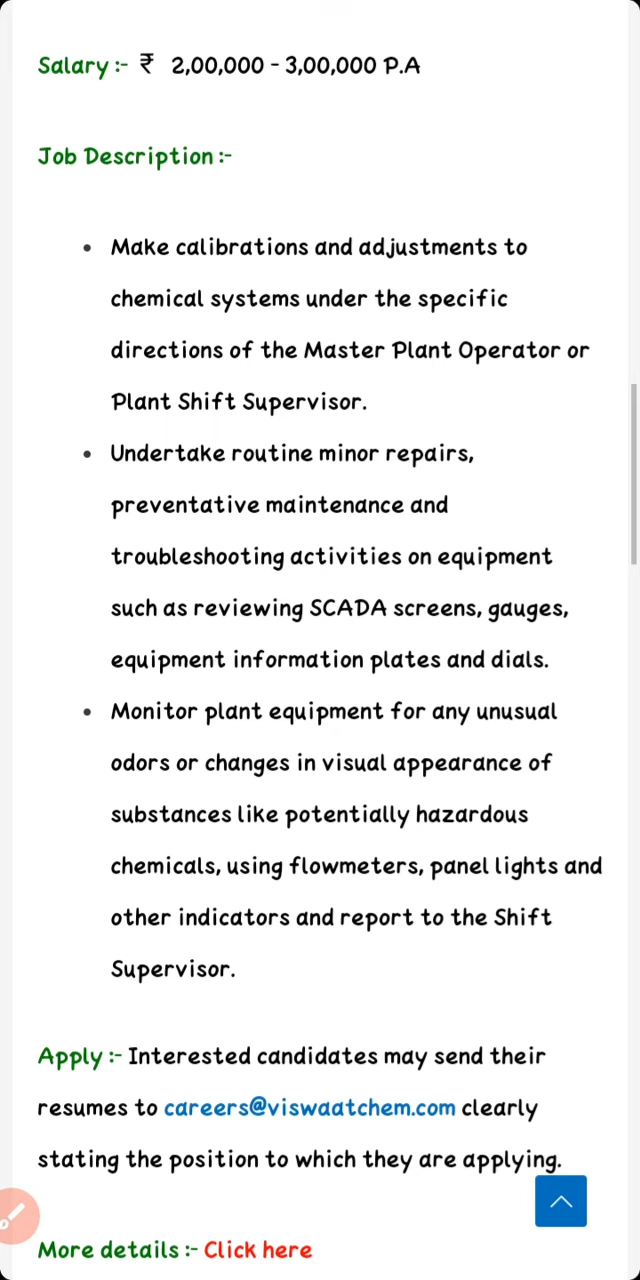 Salary :- ₹ 2,00,000 - 3,00,000 P.A
Job Description :-
• Make calibrations and adjustments to
chemical systems under the specific
directions of the Master Plant Operator or
Plant Shift Supervisor.
• Undertake routine minor repairs,
preventative maintenance and
troubleshooting activities on equipment
such as reviewing SCADA screens, gauges,
equipment information plates and dials.
• Monitor plant equipment for any unusual
odors or changes in visual appearance of
substances like potentially hazardous
chemicals, using flowmeters, panel lights and
other indicators and report to the Shift
Supervisor.
Apply :- Interested candidates may send their
resumes to careers@viswaatchem.com clearly
stating the position to which they are applying.
More details :- Click here